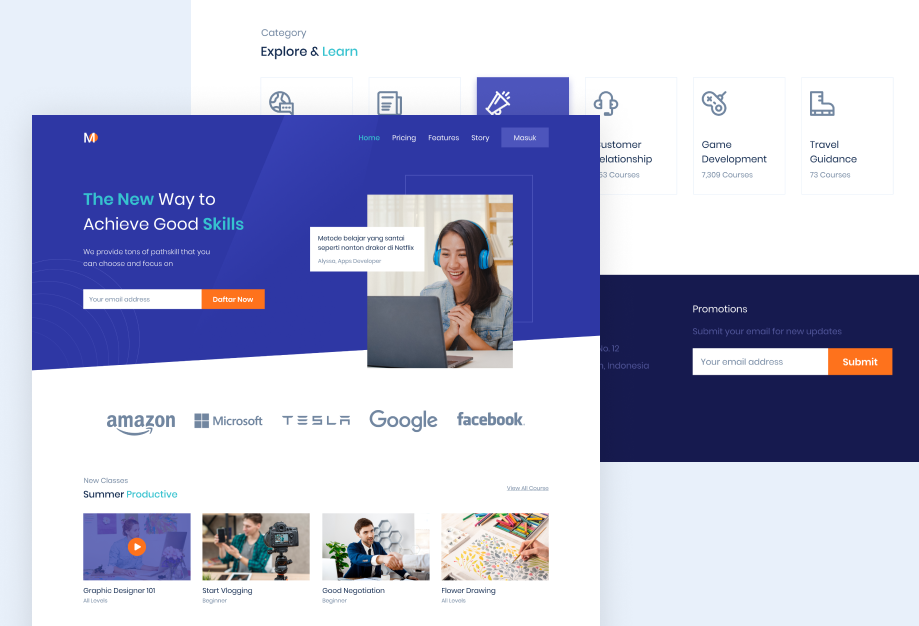 Category
Explore & Learn
ustomer
elationship
53 Courses
Game
Development
7,309 Courses
Travel
Guidance
73 Courses
M
Home
Pricing
Features
Story
Masuk
The New Way to
Achieve Good Skills
We provide tons of pathskill that you
can choose and focus on
Your email address
Daftar Now
Metode belajar yang santai
seperti nonton drakor di Netflix
Alyssa, Apps Developer
Promotions
Submit your email for new updates
Your email address
Submit
No. 12
, Indonesia
amazon
Microsoft
TESLA
Google
facebook.
New Classes
Summer Productive
View All Course
Graphic Designer 101
All Levels
Start Vlogging
Beginner
Good Negotiation
Beginner
Flower Drawing
All Levels